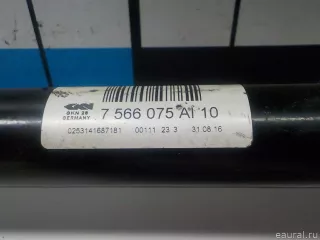 GKN
GKN 28
GERMANY
7 566 075 AI 10
0253141687181 00111 23 3 31.08.16
eaural.ru